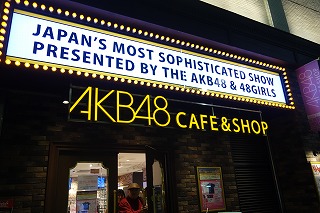 JAPAN'S MOST SOPHISTICATED SHOW
PRESENTED BY THE AKB48 & 48GIRLS
AKB48 CAFE & SHOP